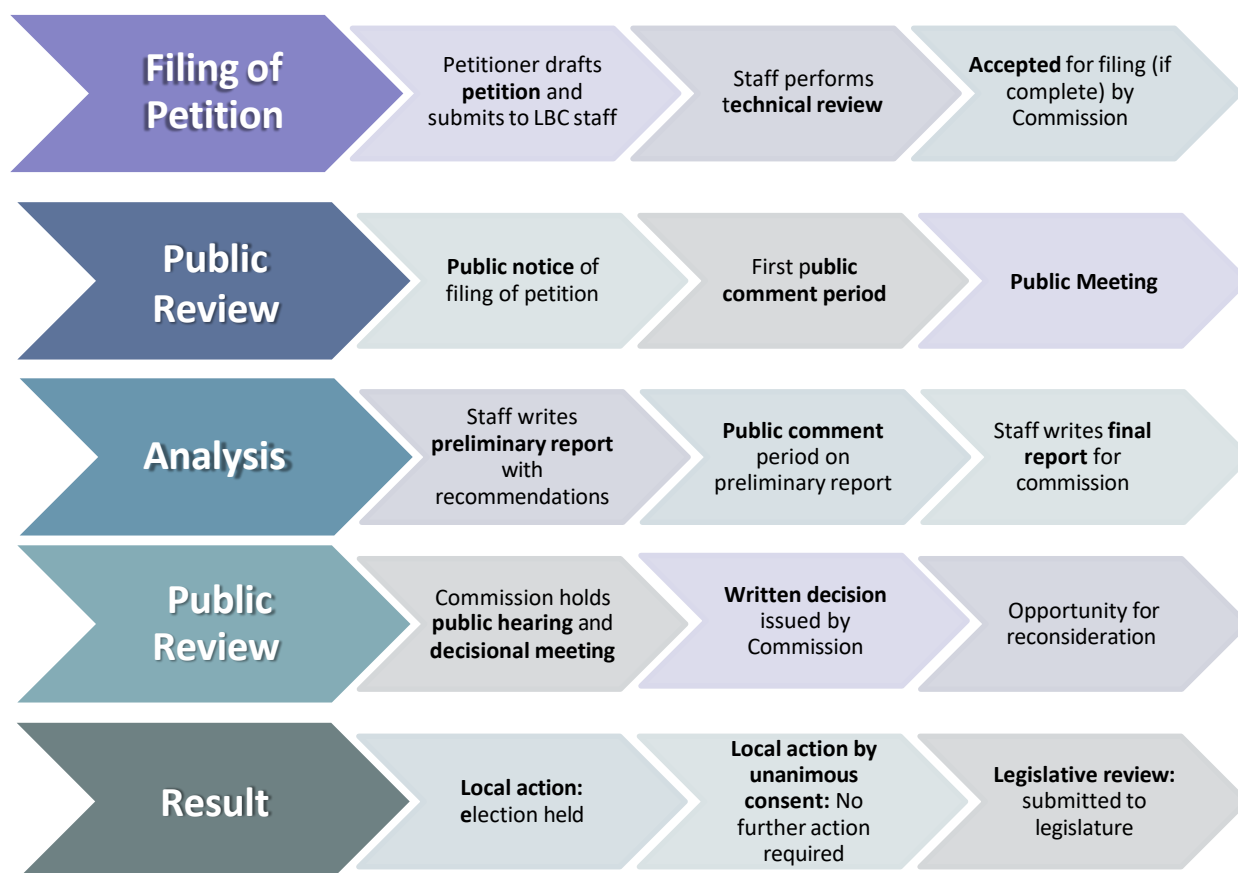 Filing of
Petition
Petitioner drafts
petition and
submits to LBC staff
Staff performs
technical review
Accepted for filing (if
complete) by
Commission
Public
Review
Public notice of
filing of petition
First public
comment period
Public Meeting
Analysis
Staff writes
preliminary report
with
recommendations
Public comment
period on
preliminary report
Staff writes final
report for
commission
Public
Review
Commission holds
public hearing and
decisional meeting
Written decision
issued by
Commission
Opportunity for
reconsideration
Result
Local action:
election held
Local action by
unanimous
consent: No
further action
required
Legislative review:
submitted to
legislature